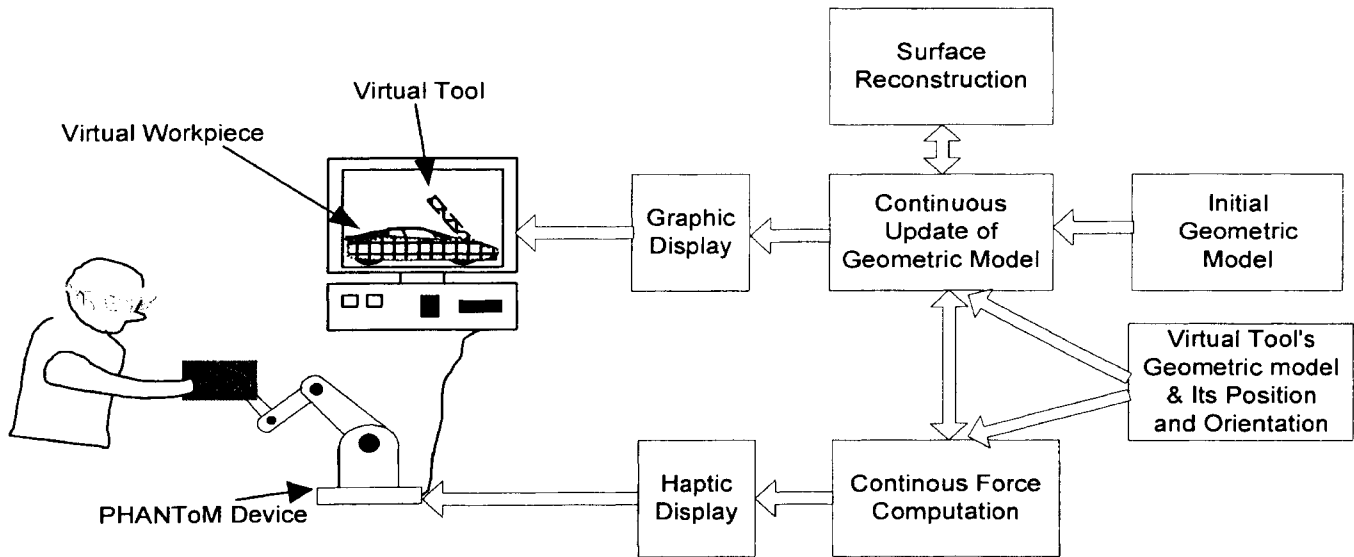 Surface
Reconstruction
Virtual Tool
Virtual Workpiece
Graphic
Display
Continuous
Update of
Geometric Model
Initial
Geometric
Model
Virtual Tool's
Geometric model
& Its Position
and Orientation
PHANToM Device
Haptic
Display
Continous Force
Computation